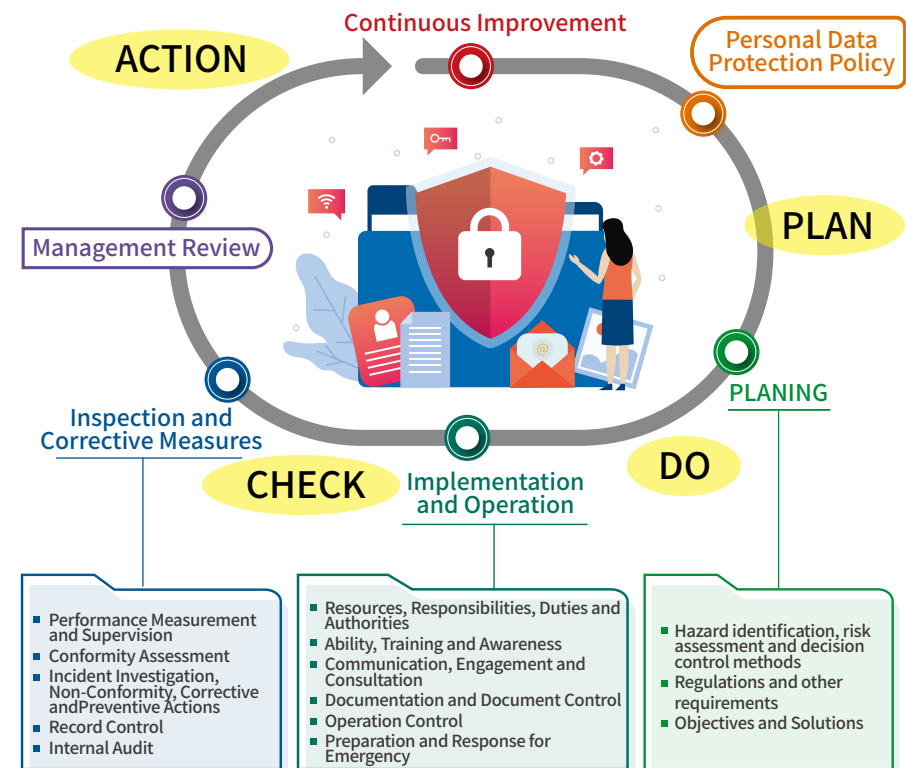 Continuous Improvement
ACTION
Personal Data
Protection Policy
PLAN
Management Review
@
PLANING
Inspection and
Corrective Measures
DO
CHECK
Implementation
and Operation
Performance Measurement
and Supervision
Conformity Assessment
Incident Investigation,
Non-Conformity, Corrective
andPreventive Actions
Record Control
Internal Audit
Resources, Responsibilities, Duties and
Authorities
Ability, Training and Awareness
Communication, Engagement and
Consultation
Documentation and Document Control
Operation Control
Preparation and Response for
Emergency
Hazard identification, risk
assessment and decision
control methods
Regulations and other
requirements
Objectives and Solutions